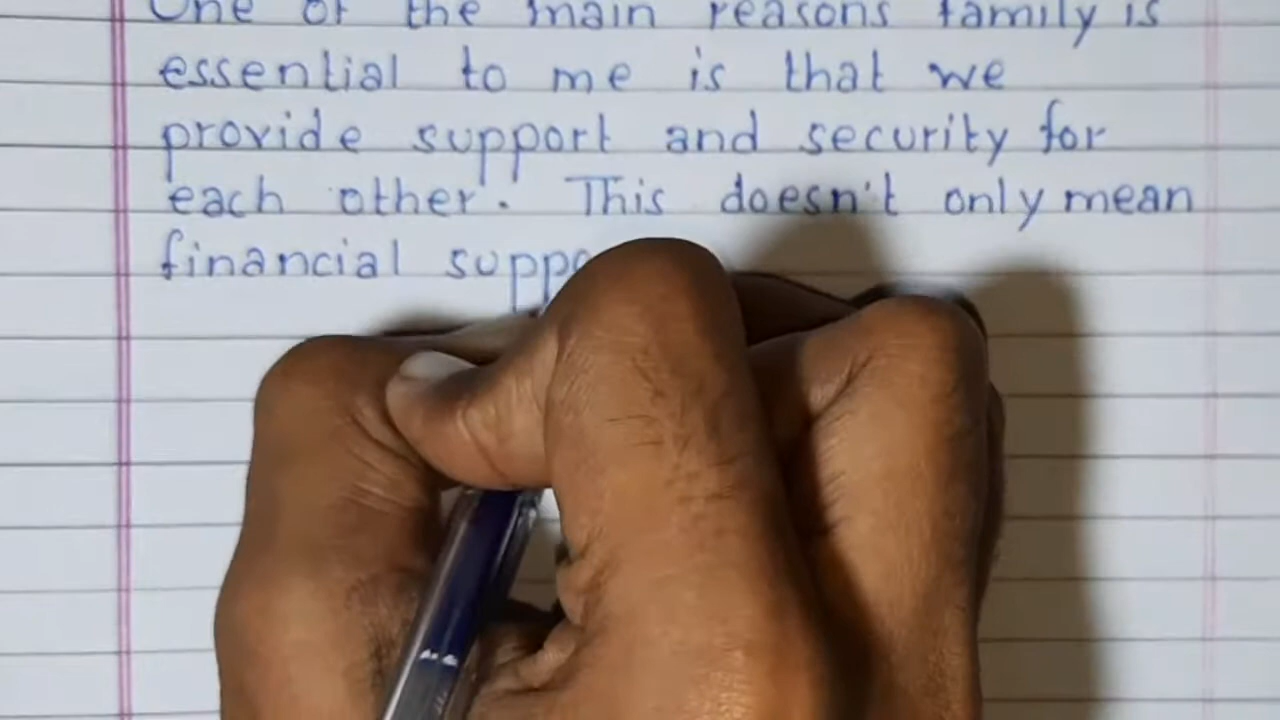 One of the main reasons family is
essential to me is that we
provide support and security for
each other. This doesn't only mean
financial